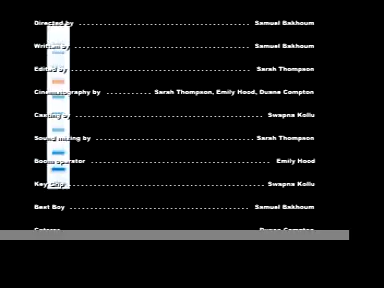 Directed by Samuel Bakhoum
Written by Samuel Bakhoum
Edited by Sarah Thompson
Cinematography by Sarah Thompson, Emily Hood, Duane Compton
Casting by Swapna Kollu
Sound mixing by Sarah Thompson
Boom operator Emily Hood
Key Grip Swapna Kollu
Best Boy Samuel Bakhoum